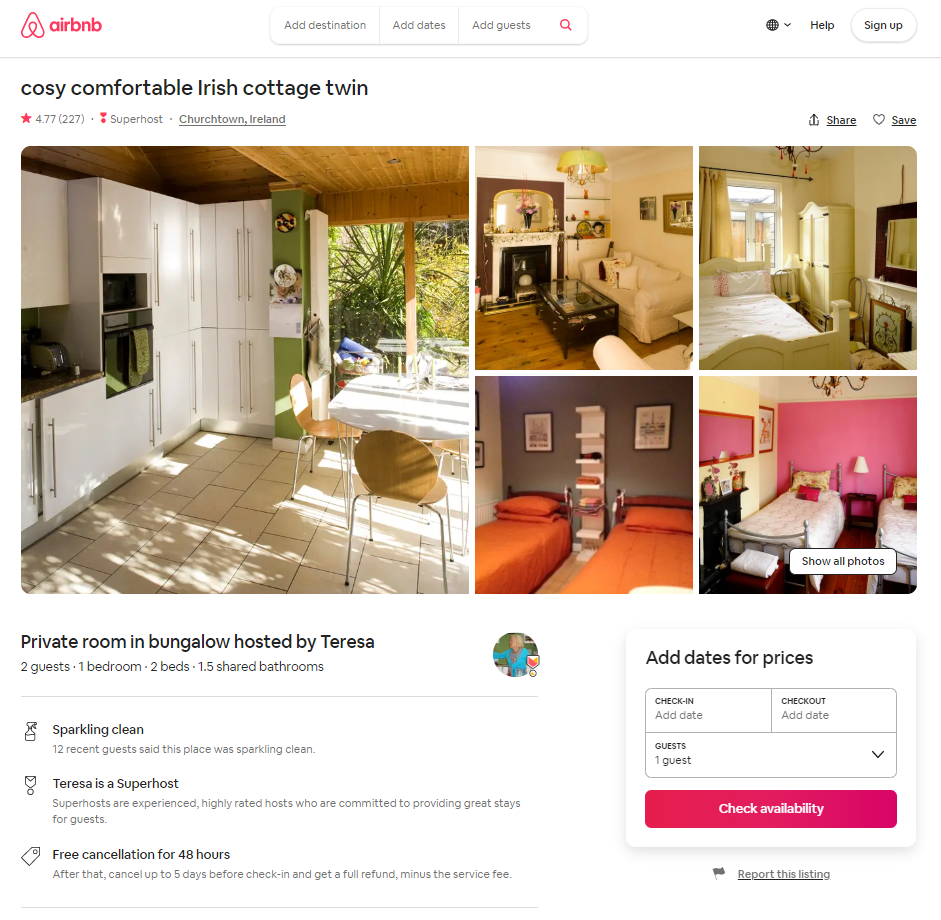 airbnb
Add destination
Add dates
Add guests
Help
Sign up
cosy comfortable Irish cottage twin
4.77 (227) · Superhost · Churchtown, Ireland
Share
Save
Show all photos
Private room in bungalow hosted by Teresa
2 guests · 1 bedroom · 2 beds · 1.5 shared bathrooms
Sparkling clean
12 recent guests said this place was sparkling clean.
Teresa is a Superhost
Superhosts are experienced, highly rated hosts who are committed to providing great stays
for guests.
Free cancellation for 48 hours
After that, cancel up to 5 days before check-in and get a full refund, minus the service fee.
Add dates for prices
CHECK-IN
Add date
CHECKOUT
Add date
GUESTS
1 guest
Check availability
Report this listing